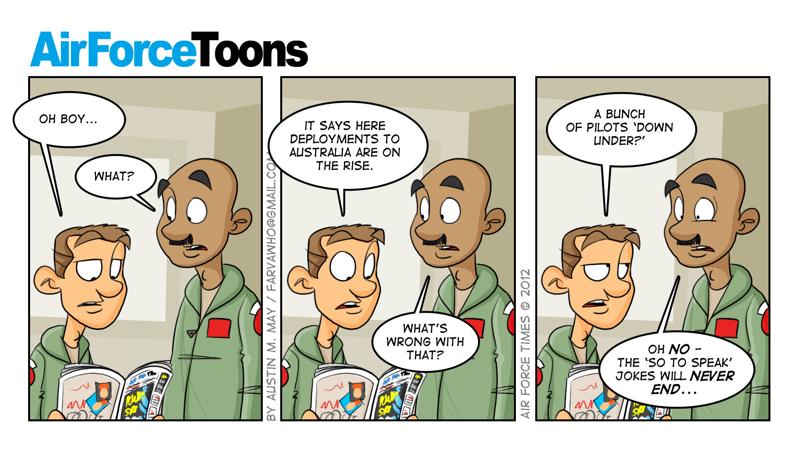 AirForceToons
OH BOY...
WHAT?
BY AUSTIN M. MAY / FARVAWHO@GMAIL.COM
IT SAYS HERE
DEPLOYMENTS TO
AUSTRALIA ARE ON
THE RISE.
WHAT'S
WRONG WITH
THAT?
AIR FORCE TIMES © 2012
A BUNCH
OF PILOTS 'DOWN
UNDER?'
OH NO –
THE 'SO TO SPEAK'
JOKES WILL NEVER
END...